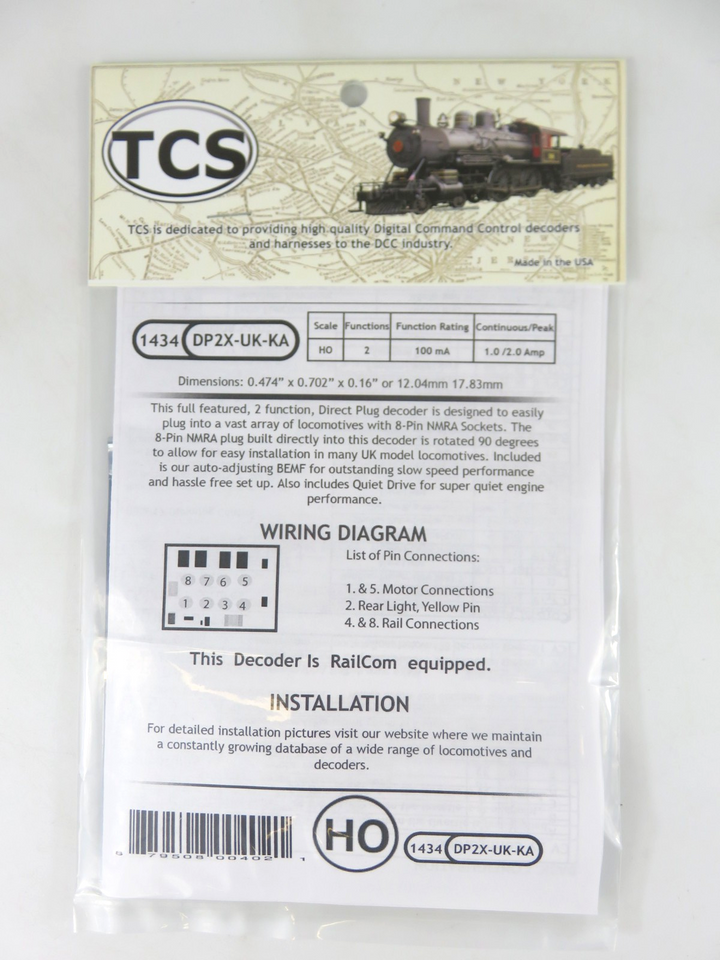 TCS
TCS is dedicated to providing high quality Digital Command Control decoders
and harnesses to the DCC industry.
Made in the USA
1434 DP2X-UK-KA
Scale Functions Function Rating Continuous/Peak
HO 2 100 mA 1.0 /2.0 Amp
Dimensions: 0.474" x 0.702" x 0.16" or 12.04mm 17.83mm
This full featured, 2 function, Direct Plug decoder is designed to easily
plug into a vast array of locomotives with 8-Pin NMRA Sockets. The
8-Pin NMRA plug built directly into this decoder is rotated 90 degrees
to allow for easy installation in many UK model locomotives. Included
is our auto-adjusting BEMF for outstanding slow speed performance
and hassle free set up. Also includes Quiet Drive for super quiet engine
performance.
WIRING DIAGRAM
List of Pin Connections:
8 7 6 5
1 2 3 4
1. & 5. Motor Connections
2. Rear Light, Yellow Pin
4. & 8. Rail Connections
This Decoder Is RailCom equipped.
INSTALLATION
For detailed installation pictures visit our website where we maintain
a constantly growing database of a wide range of locomotives and
decoders.
6 79508 00402 1
HO
1434 DP2X-UK-KA